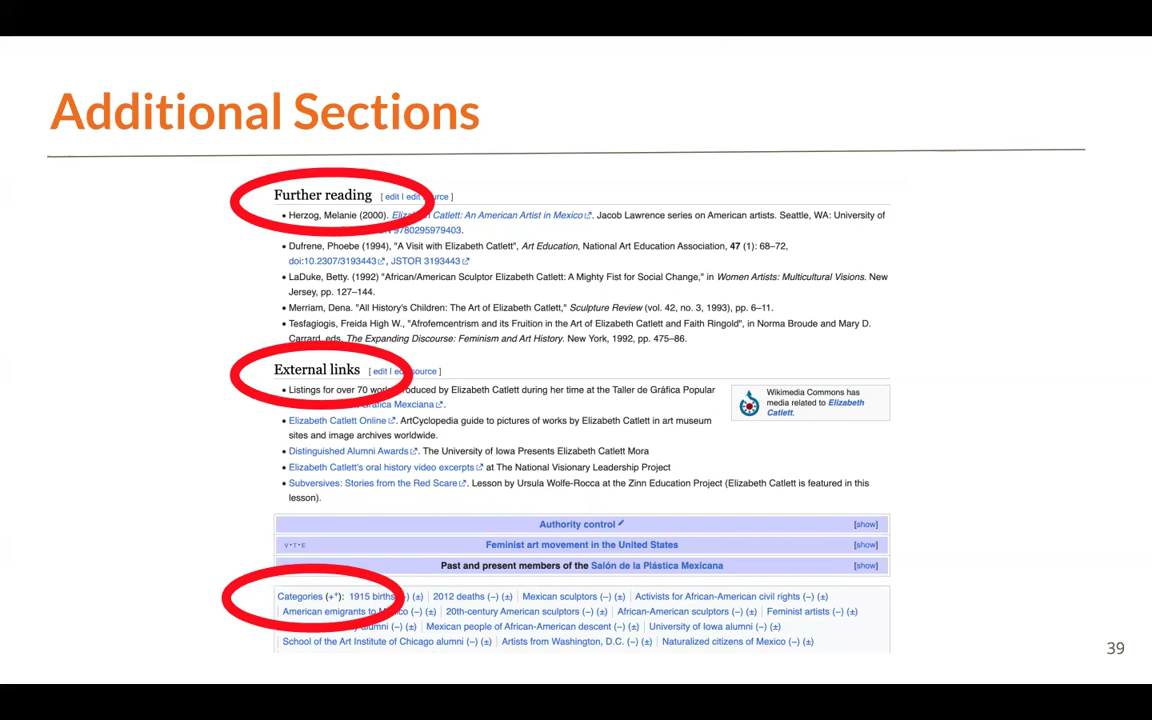 Additional Sections
Further reading [ edit | edit source ]
• Herzog, Melanie (2000). Elizabeth Catlett: An American Artist in Mexico. Jacob Lawrence series on American artists. Seattle, WA: University of
9780295979403.
• Dufrene, Phoebe (1994), "A Visit with Elizabeth Catlett", Art Education, National Art Education Association, 47 (1): 68–72,
doi:10.2307/3193443, JSTOR 3193443
• LaDuke, Betty. (1992) "African/American Sculptor Elizabeth Catlett: A Mighty Fist for Social Change," in Women Artists: Multicultural Visions. New
Jersey, pp. 127–144.
• Merriam, Dena. "All History's Children: The Art of Elizabeth Catlett," Sculpture Review (vol. 42, no. 3, 1993), pp. 6–11.
• Tesfagiogis, Freida High W., "Afrofemcentrism and its Fruition in the Art of Elizabeth Catlett and Faith Ringold", in Norma Broude and Mary D.
Carrard, eds. The Expanding Discourse: Feminism and Art History. New York, 1992, pp. 475–86.
External links [ edit | edit source ]
• Listings for over 70 works produced by Elizabeth Catlett during her time at the Taller de Gráfica Popular
Gráfica Mexciana.
• Elizabeth Catlett Online. ArtCyclopedia guide to pictures of works by Elizabeth Catlett in art museum
sites and image archives worldwide.
• Distinguished Alumni Awards. The University of Iowa Presents Elizabeth Catlett Mora
• Elizabeth Catlett's oral history video excerpts at The National Visionary Leadership Project
• Subversives: Stories from the Red Scare. Lesson by Ursula Wolfe-Rocca at the Zinn Education Project (Elizabeth Catlett is featured in this
lesson).
Wikimedia Commons has
media related to Elizabeth
Catlett.
Authority control [show]
V·T·E Feminist art movement in the United States [show]
Past and present members of the Salón de la Plástica Mexicana [show]
Categories (+⁺): 1915 births (–) (±) | 2012 deaths (–) (±) | Mexican sculptors (–) (±) | Activists for African-American civil rights (–) (±)
| American emigrants to Mexico (–) (±) | 20th-century American sculptors (–) (±) | African-American sculptors (–) (±) | Feminist artists (–) (±)
alumni (–) (±) | Mexican people of African-American descent (–) (±) | University of Iowa alumni (–) (±)
| School of the Art Institute of Chicago alumni (–) (±) | Artists from Washington, D.C. (–) (±) | Naturalized citizens of Mexico (–) (±)
39